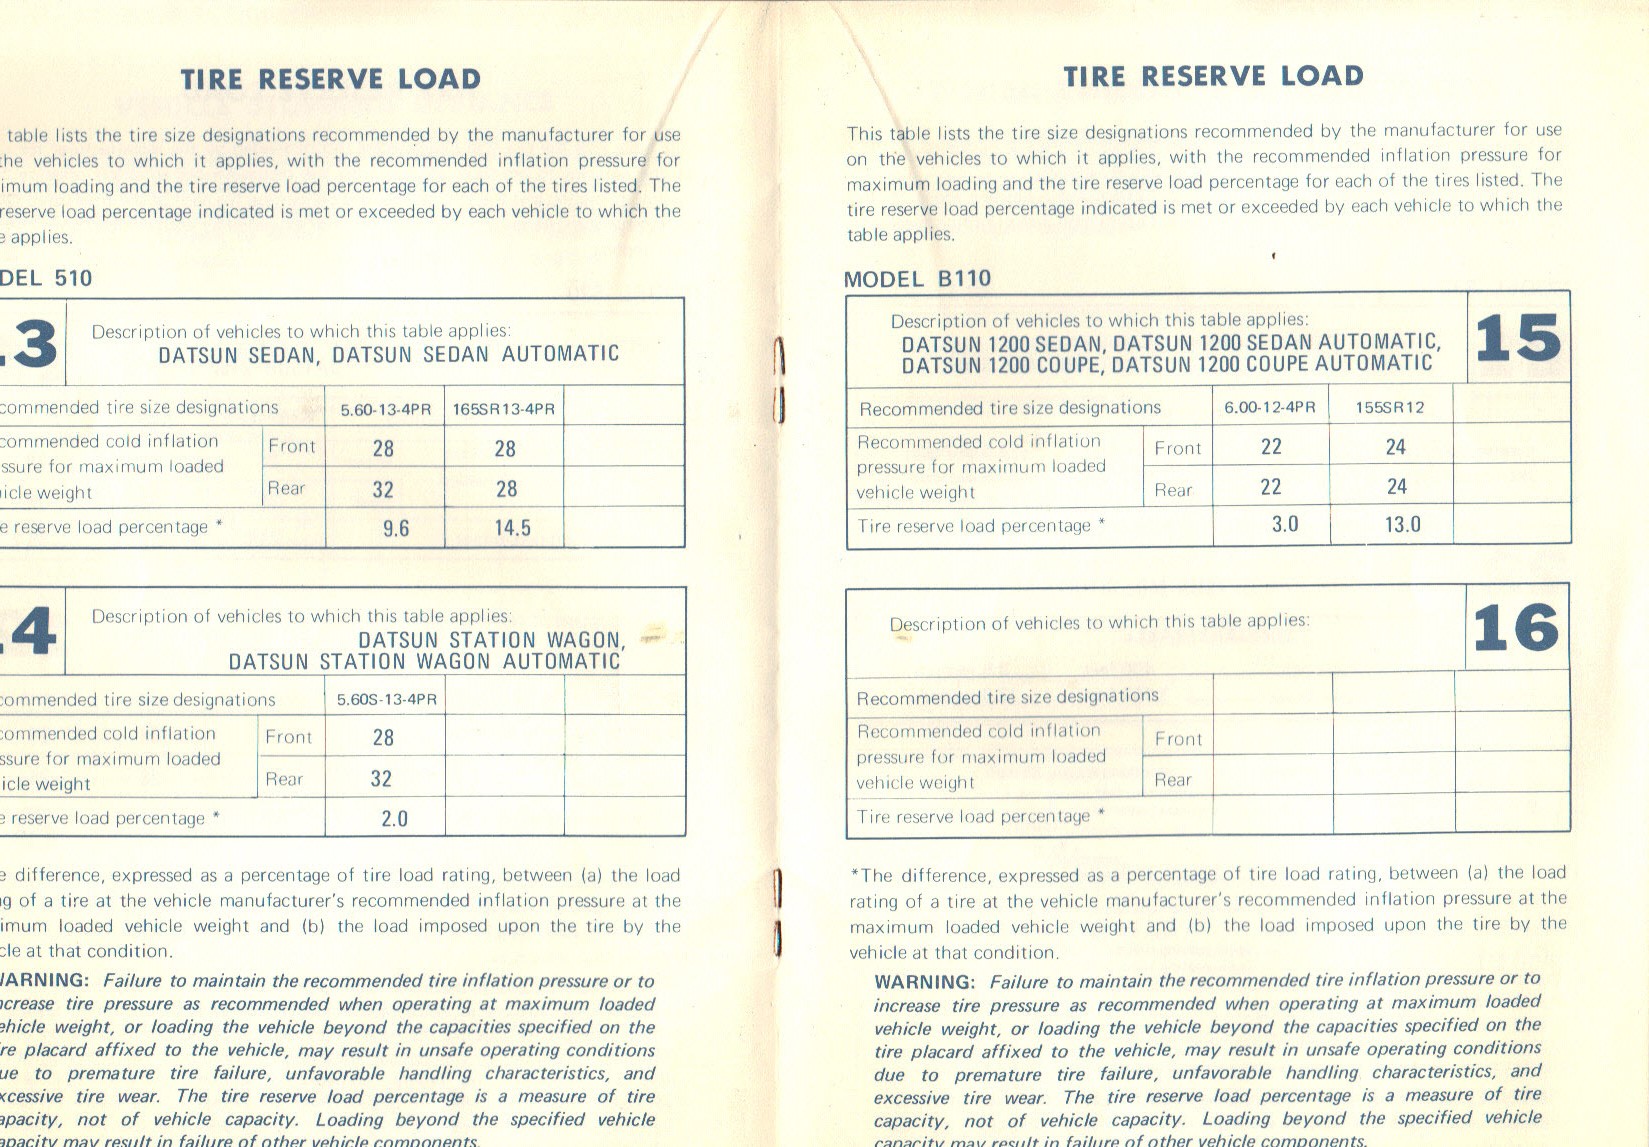 TIRE RESERVE LOAD
table lists the tire size designations recommended by the manufacturer for use
the vehicles to which it applies, with the recommended inflation pressure for
imum loading and the tire reserve load percentage for each of the tires listed. The
reserve load percentage indicated is met or exceeded by each vehicle to which the
e applies.
DEL 510
.3
Description of vehicles to which this table applies:
DATSUN SEDAN, DATSUN SEDAN AUTOMATIC
commended tire size designations 5.60-13-4PR 165SR13-4PR
commended cold inflation
ssure for maximum loaded
icle weight
Front 28 28
Rear 32 28
e reserve load percentage * 9.6 14.5
.4
Description of vehicles to which this table applies:
DATSUN STATION WAGON,
DATSUN STATION WAGON AUTOMATIC
commended tire size designations 5.60S-13-4PR
commended cold inflation
ssure for maximum loaded
icle weight
Front 28
Rear 32
e reserve load percentage * 2.0
e difference, expressed as a percentage of tire load rating, between (a) the load
g of a tire at the vehicle manufacturer's recommended inflation pressure at the
imum loaded vehicle weight and (b) the load imposed upon the tire by the
cle at that condition.
WARNING: Failure to maintain the recommended tire inflation pressure or to
ncrease tire pressure as recommended when operating at maximum loaded
ehicle weight, or loading the vehicle beyond the capacities specified on the
re placard affixed to the vehicle, may result in unsafe operating conditions
ue to premature tire failure, unfavorable handling characteristics, and
xcessive tire wear. The tire reserve load percentage is a measure of tire
apacity, not of vehicle capacity. Loading beyond the specified vehicle
apacity may result in failure of other vehicle components.
TIRE RESERVE LOAD
This table lists the tire size designations recommended by the manufacturer for use
on the vehicles to which it applies, with the recommended inflation pressure for
maximum loading and the tire reserve load percentage for each of the tires listed. The
tire reserve load percentage indicated is met or exceeded by each vehicle to which the
table applies.
MODEL B110
Description of vehicles to which this table applies:
DATSUN 1200 SEDAN, DATSUN 1200 SEDAN AUTOMATIC,
DATSUN 1200 COUPE, DATSUN 1200 COUPE AUTOMATIC
15
Recommended tire size designations 6.00-12-4PR 155SR12
Recommended cold inflation
pressure for maximum loaded
vehicle weight
Front 22 24
Rear 22 24
Tire reserve load percentage * 3.0 13.0
Description of vehicles to which this table applies:
16
Recommended tire size designations
Recommended cold inflation
pressure for maximum loaded
vehicle weight
Front
Rear
Tire reserve load percentage *
*The difference, expressed as a percentage of tire load rating, between (a) the load
rating of a tire at the vehicle manufacturer's recommended inflation pressure at the
maximum loaded vehicle weight and (b) the load imposed upon the tire by the
vehicle at that condition.
WARNING: Failure to maintain the recommended tire inflation pressure or to
increase tire pressure as recommended when operating at maximum loaded
vehicle weight, or loading the vehicle beyond the capacities specified on the
tire placard affixed to the vehicle, may result in unsafe operating conditions
due to premature tire failure, unfavorable handling characteristics, and
excessive tire wear. The tire reserve load percentage is a measure of tire
capacity, not of vehicle capacity. Loading beyond the specified vehicle
capacity may result in failure of other vehicle components.